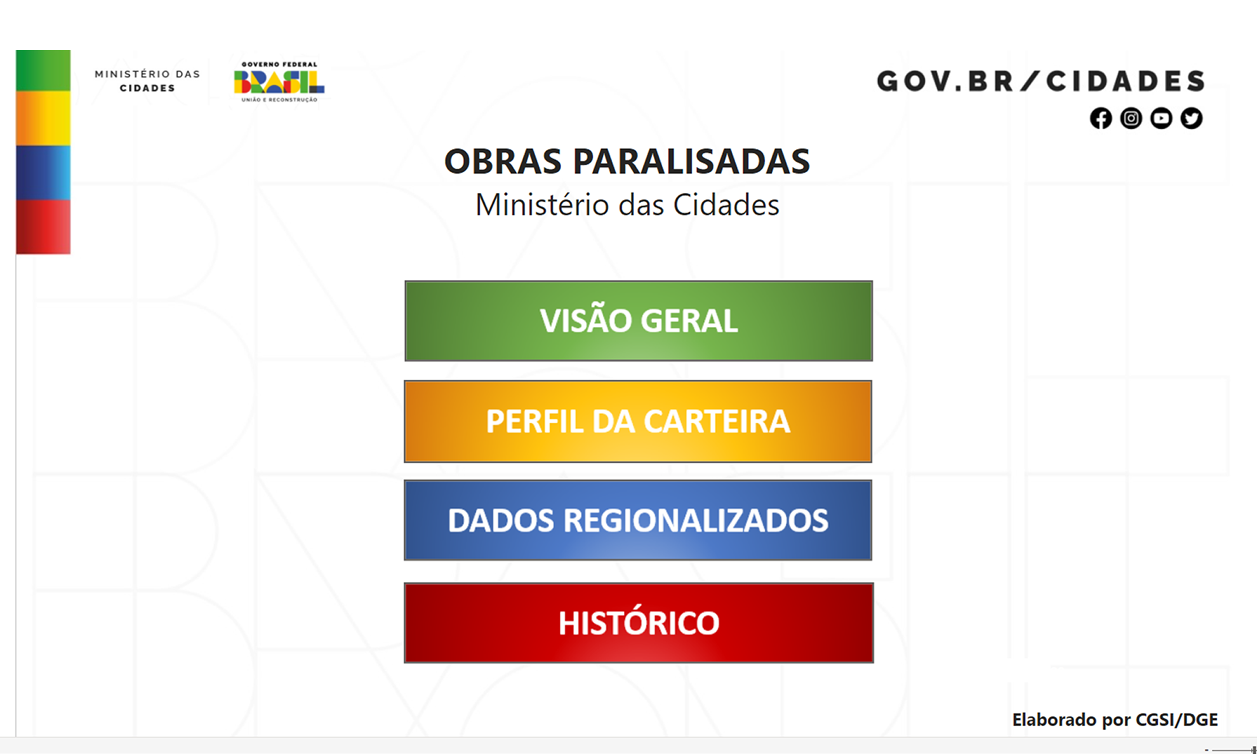 MINISTÉRIO DAS
CIDADES
GOVERNO FEDERAL
BRASIL
UNIÃO E RECONSTRUÇÃO
GOV.BR/CIDADES
OBRAS PARALISADAS
Ministério das Cidades
VISÃO GERAL
PERFIL DA CARTEIRA
DADOS REGIONALIZADOS
HISTÓRICO
Elaborado por CGSI/DGE